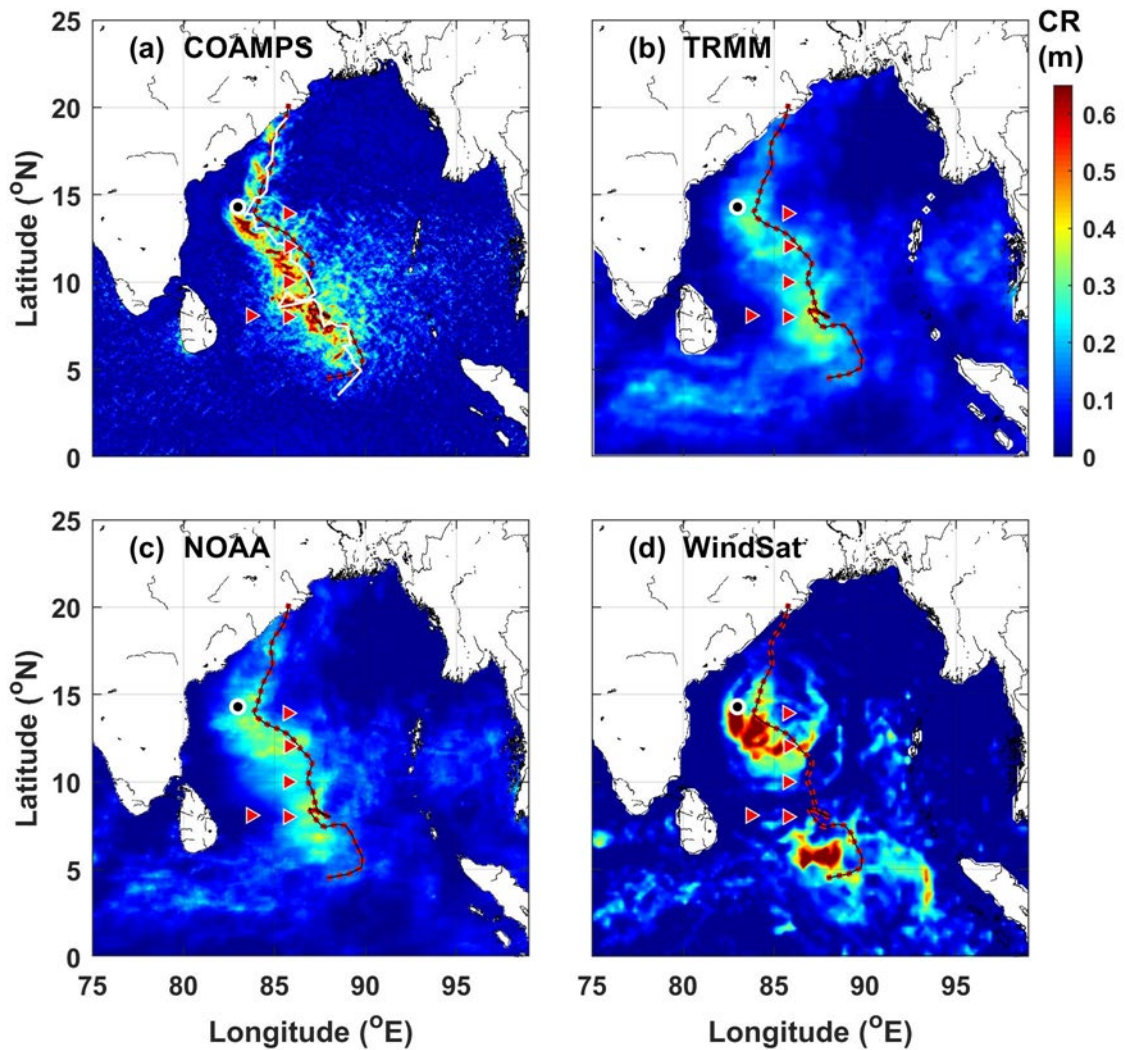 (a) COAMPS
(b) TRMM
CR
(m)
25
20
15
10
5
0
Latitude (°N)
0.6
0.5
0.4
0.3
0.2
0.1
0
(c) NOAA
(d) WindSat
25
20
15
10
5
0
Latitude (°N)
75 80 85 90 95
75 80 85 90 95
Longitude (°E)
Longitude (°E)